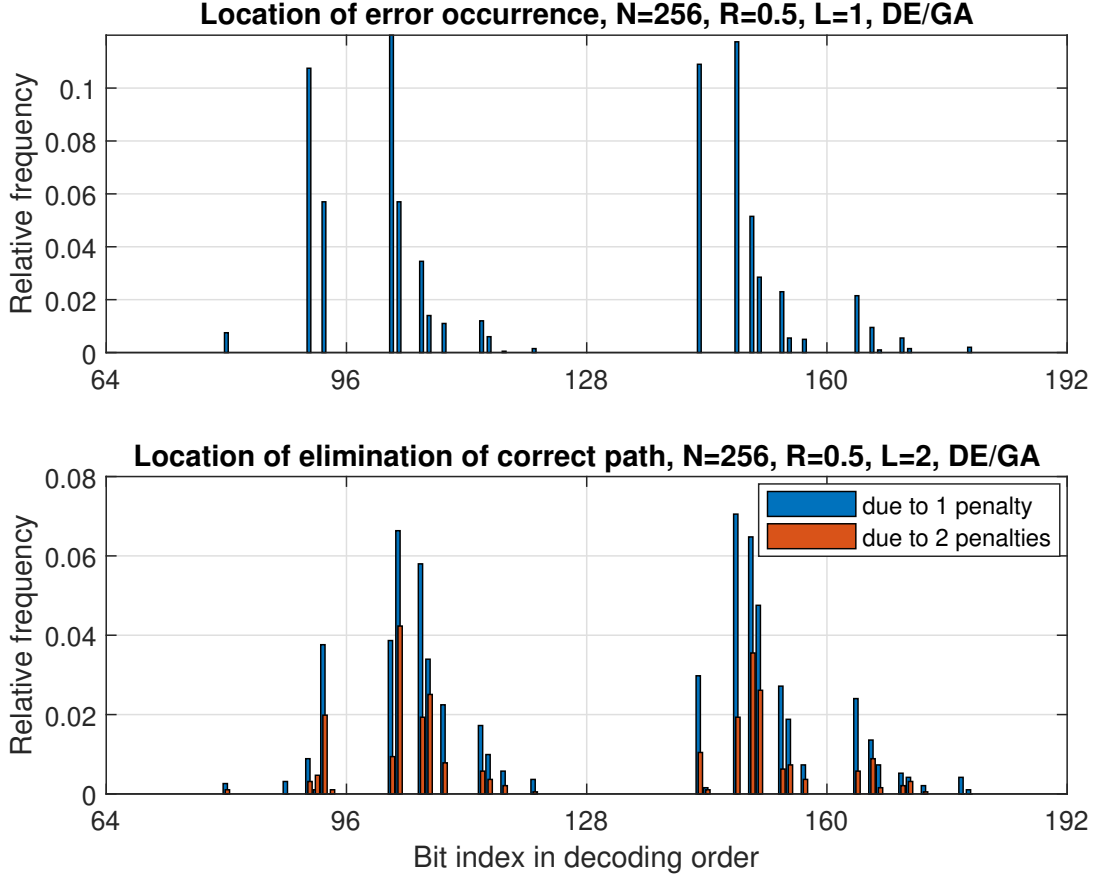 Location of error occurrence, N=256, R=0.5, L=1, DE/GA
Relative frequency
0.1
0.08
0.06
0.04
0.02
0
64 96 128 160 192
Location of elimination of correct path, N=256, R=0.5, L=2, DE/GA
Relative frequency
0.08
0.06
0.04
0.02
0
due to 1 penalty
due to 2 penalties
64 96 128 160 192
Bit index in decoding order